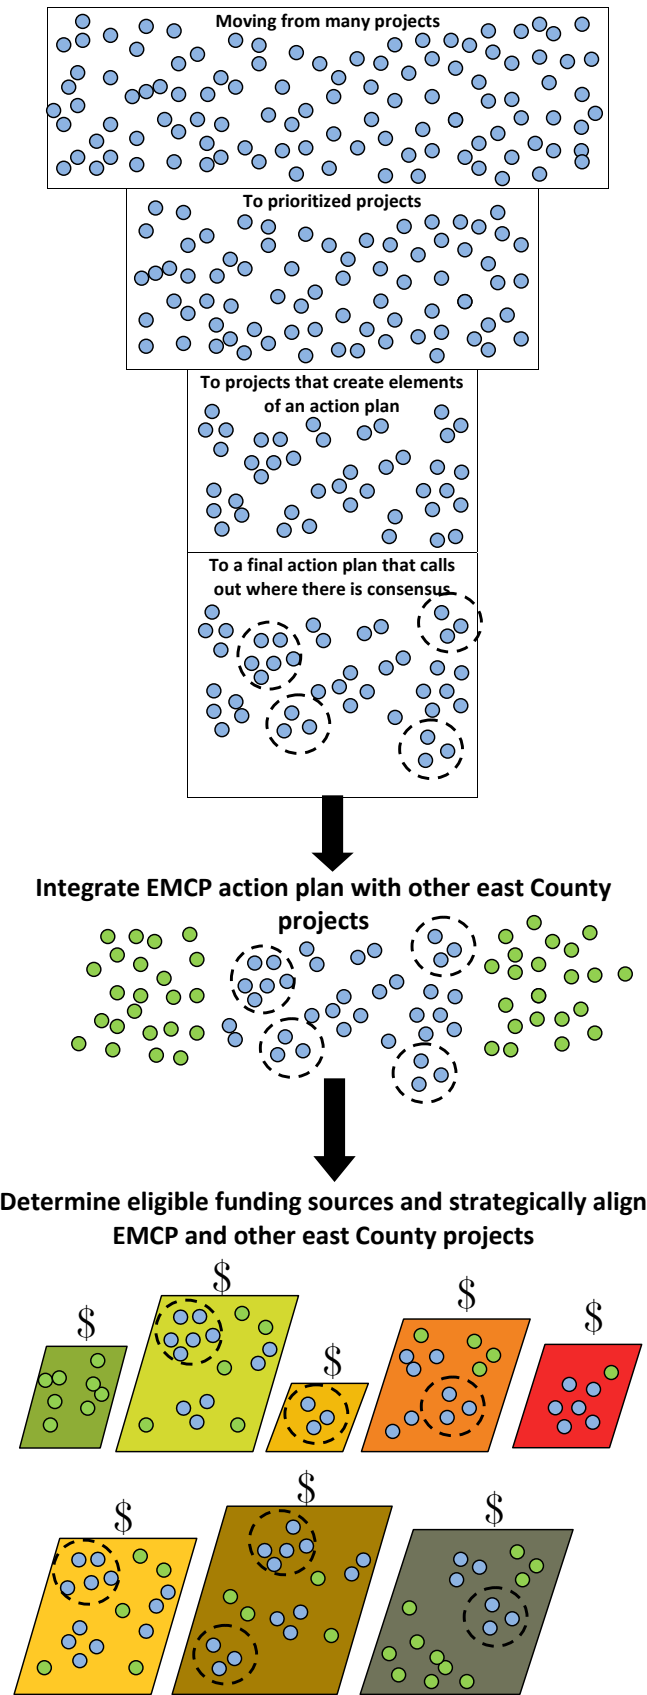 Moving from many projects
To prioritized projects
To projects that create elements
of an action plan
To a final action plan that calls
out where there is consensus
Integrate EMCP action plan with other east County
projects
Determine eligible funding sources and strategically align
EMCP and other east County projects
$
$
$
$
$
$
$
$